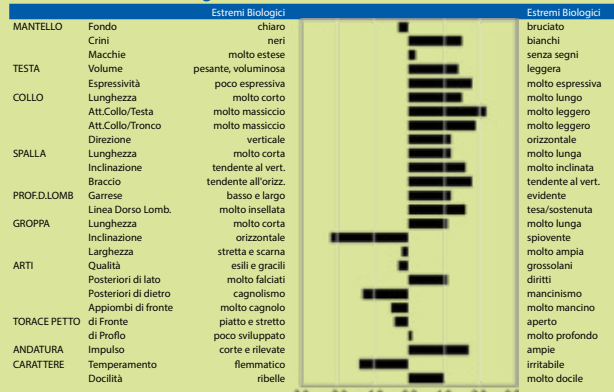 Estremi Biologici Estremi Biologici
MANTELLO Fondo chiaro bruciato
Crini neri bianchi
Macchie molto estese senza segni
TESTA Volume pesante, voluminosa leggera
Espressività poco espressiva molto espressiva
COLLO Lunghezza molto corto molto lungo
Att.Collo/Testa molto massiccio molto leggero
Att.Collo/Tronco molto massiccio molto leggero
Direzione verticale orizzontale
SPALLA Lunghezza molto corta molto lunga
Inclinazione tendente al vert. molto inclinata
Braccio tendente all'orizz. tendente al vert.
PROF.D.LOMB Garrese basso e largo evidente
Linea Dorso Lomb. molto insellata tesa/sostenuta
GROPPA Lunghezza molto corta molto lunga
Inclinazione orizzontale spiovente
Larghezza stretta e scarna molto ampia
ARTI Qualità esili e gracili grossolani
Posteriori di lato molto falciati diritti
Posteriori di dietro cagnolismo mancinismo
Appiombi di fronte molto cagnolo molto mancino
TORACE PETTO di Fronte piatto e stretto aperto
di Proflo poco sviluppato molto profondo
ANDATURA Impulso corte e rilevate ampie
CARATTERE Temperamento flemmatico irritabile
Docilità ribelle molto docile